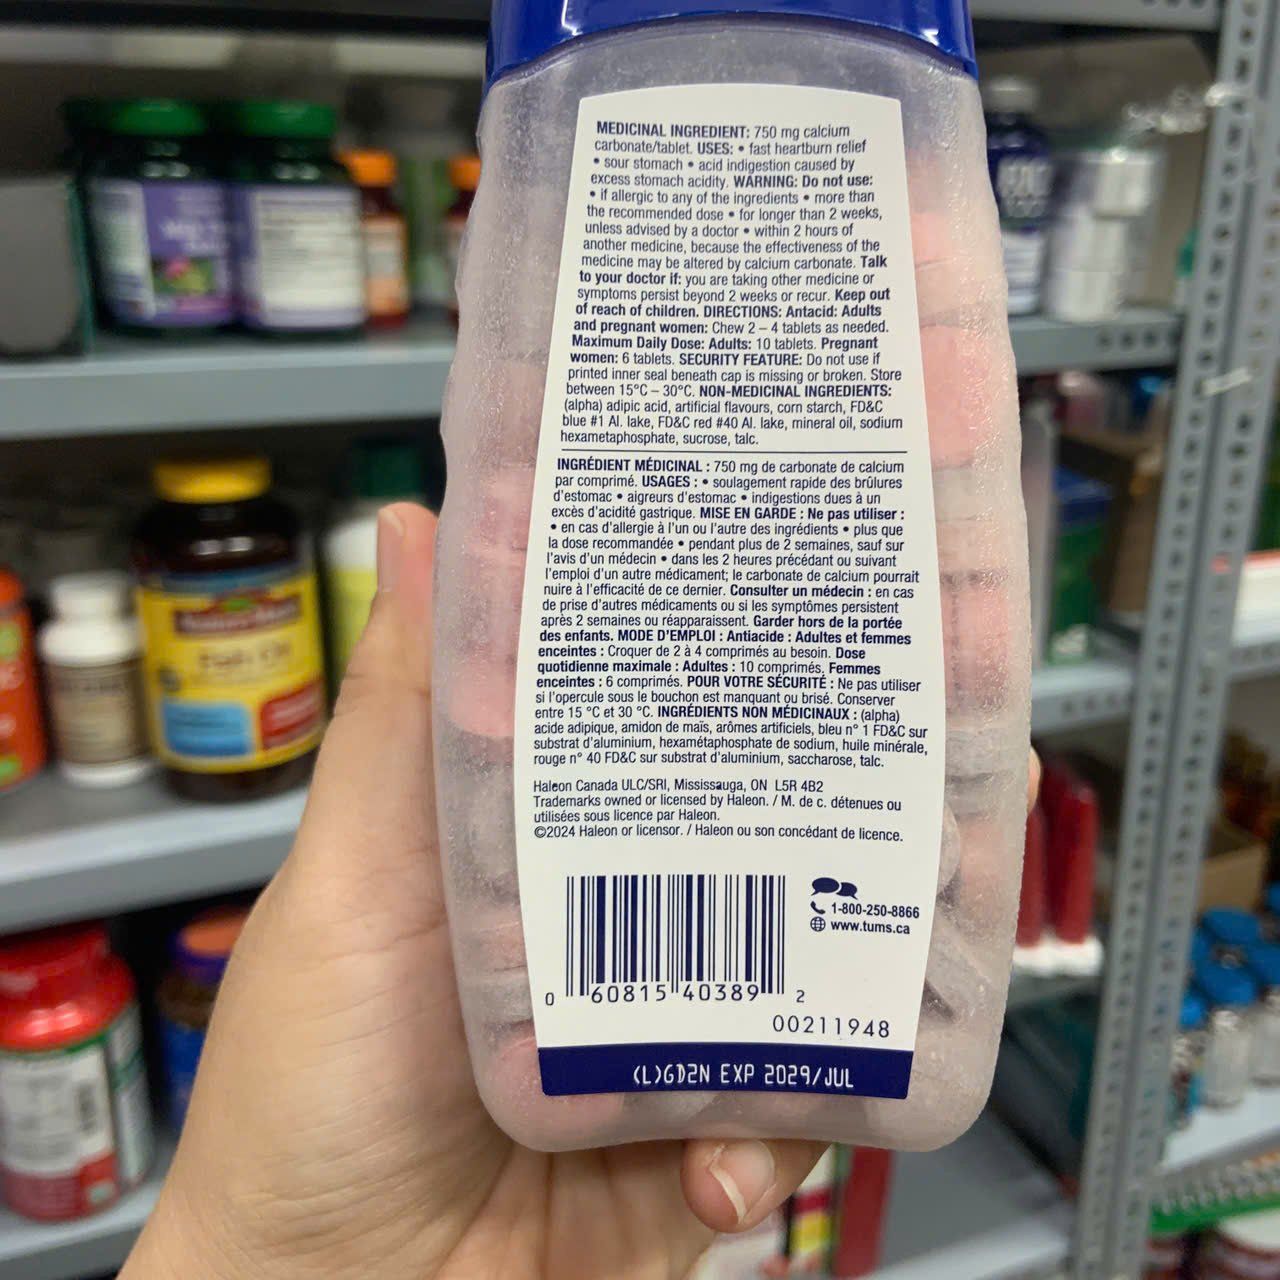 MEDICINAL INGREDIENT: 750 mg calcium
carbonate/tablet. USES: • fast heartburn relief
• sour stomach • acid indigestion caused by
excess stomach acidity. WARNING: Do not use:
• if allergic to any of the ingredients • more than
the recommended dose • for longer than 2 weeks,
unless advised by a doctor • within 2 hours of
another medicine, because the effectiveness of the
medicine may be altered by calcium carbonate. Talk
to your doctor if: you are taking other medicine or
symptoms persist beyond 2 weeks or recur. Keep out
of reach of children. DIRECTIONS: Antacid: Adults
and pregnant women: Chew 2 – 4 tablets as needed.
Maximum Daily Dose: Adults: 10 tablets. Pregnant
women: 6 tablets. SECURITY FEATURE: Do not use if
printed inner seal beneath cap is missing or broken. Store
between 15°C – 30°C. NON-MEDICINAL INGREDIENTS:
(alpha) adipic acid, artificial flavours, corn starch, FD&C
blue #1 Al. lake, FD&C red #40 Al. lake, mineral oil, sodium
hexametaphosphate, sucrose, talc.
INGRÉDIENT MÉDICINAL : 750 mg de carbonate de calcium
par comprimé. USAGES : • soulagement rapide des brûlures
d'estomac • aigreurs d'estomac • indigestions dues à un
excès d'acidité gastrique. MISE EN GARDE : Ne pas utiliser :
• en cas d'allergie à l'un ou l'autre des ingrédients • plus que
la dose recommandée • pendant plus de 2 semaines, sauf sur
l'avis d'un médecin • dans les 2 heures précédant ou suivant
l'emploi d'un autre médicament; le carbonate de calcium pourrait
nuire à l'efficacité de ce dernier. Consulter un médecin : en cas
de prise d'autres médicaments ou si les symptômes persistent
après 2 semaines ou réapparaissent. Garder hors de la portée
des enfants. MODE D'EMPLOI : Antiacide : Adultes et femmes
enceintes : Croquer de 2 à 4 comprimés au besoin. Dose
quotidienne maximale : Adultes : 10 comprimés. Femmes
enceintes : 6 comprimés. POUR VOTRE SÉCURITÉ : Ne pas utiliser
si l'opercule sous le bouchon est manquant ou brisé. Conserver
entre 15 °C et 30 °C. INGRÉDIENTS NON MÉDICINAUX : (alpha)
acide adipique, amidon de maïs, arômes artificiels, bleu n° 1 FD&C sur
substrat d'aluminium, hexamétaphosphate de sodium, huile minérale,
rouge n° 40 FD&C sur substrat d'aluminium, saccharose, talc.
Haleon Canada ULC/SRI, Mississauga, ON L5R 4B2
Trademarks owned or licensed by Haleon. / M. de c. détenues ou
utilisées sous licence par Haleon.
©2024 Haleon or licensor. / Haleon ou son concédant de licence.
1-800-250-8866
www.tums.ca
0 60815 40389 2
00211948
(L)GD2N EXP 2029/JUL
Fish Oil